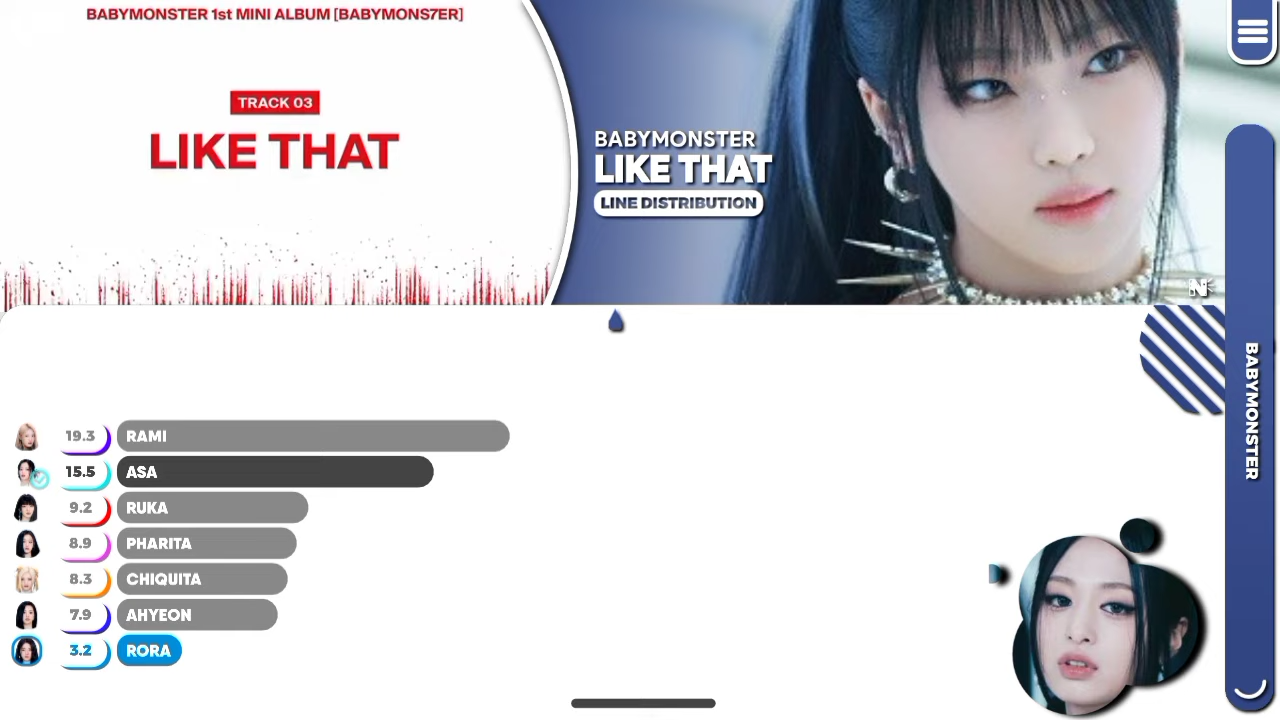 BABYMONSTER 1st MINI ALBUM [BABYMONS7ER]
TRACK 03
LIKE THAT
BABYMONSTER
LIKE THAT
LINE DISTRIBUTION
N
BABYMONSTER
19.3 RAMI
15.5 ASA
9.2 RUKA
8.9 PHARITA
8.3 CHIQUITA
7.9 AHYEON
3.2 RORA